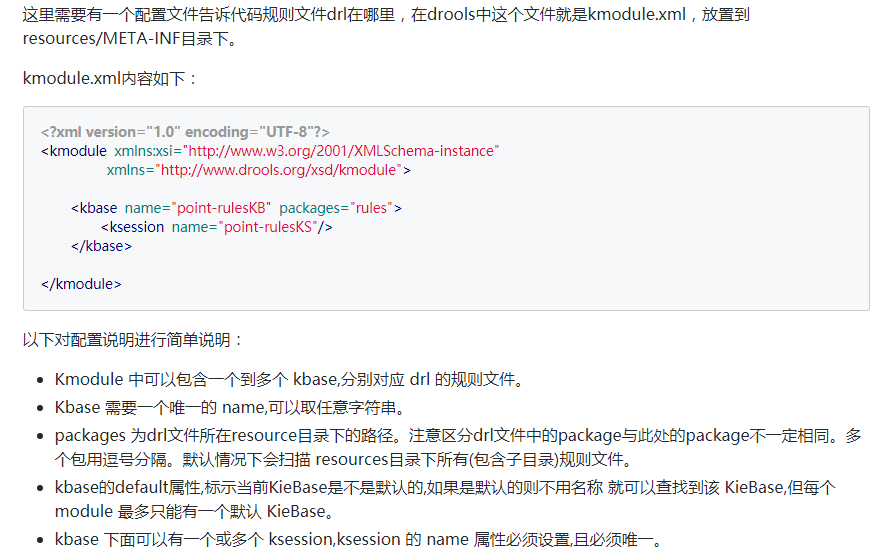 这里需要有一个配置文件告诉代码规则文件drl在哪里，在drools中这个文件就是kmodule.xml，放置到
resources/META-INF目录下。
kmodule.xml内容如下：
<?xml version="1.0" encoding="UTF-8"?>
<kmodule xmlns:xsi="http://www.w3.org/2001/XMLSchema-instance"
xmlns="http://www.drools.org/xsd/kmodule">
<kbase name="point-rulesKB" packages="rules">
<ksession name="point-rulesKS"/>
</kbase>
</kmodule>
以下对配置说明进行简单说明：
• Kmodule 中可以包含一个到多个 kbase,分别对应 drl 的规则文件。
• Kbase 需要一个唯一的 name,可以取任意字符串。
• packages 为drl文件所在resource目录下的路径。注意区分drl文件中的package与此处的package不一定相同。多
个包用逗号分隔。默认情况下会扫描 resources目录下所有(包含子目录)规则文件。
• kbase的default属性,标示当前KieBase是不是默认的,如果是默认的则不用名称 就可以查找到该 KieBase,但每个
module 最多只能有一个默认 KieBase。
• kbase 下面可以有一个或多个 ksession,ksession 的 name 属性必须设置,且必须唯一。